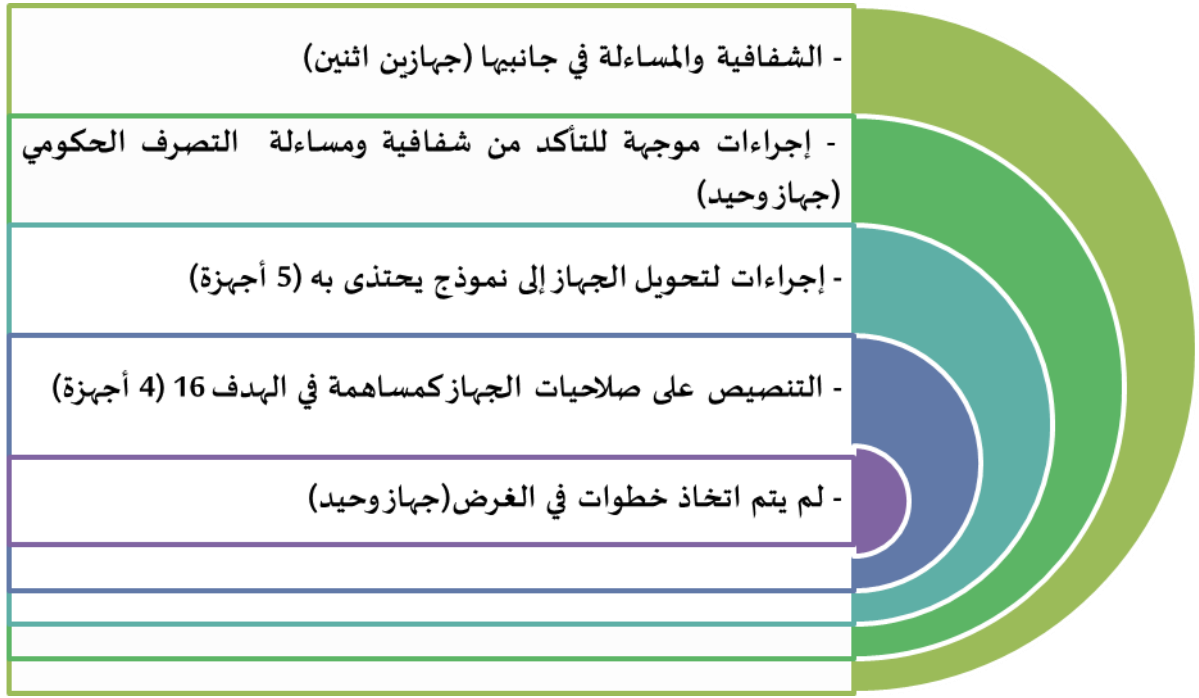 - الشفافية والمساءلة في جانبيها (جهازين اثنين)
- إجراءات موجهة للتأكد من شفافية ومساءلة التصرف الحكومي
(جهاز وحيد)
- إجراءات لتحويل الجهاز إلى نموذج يحتذى به (5 أجهزة)
- التنصيص على صلاحيات الجهاز كمساهمة في الهدف 16 (4 أجهزة)
- لم يتم اتخاذ خطوات في الغرض (جهاز وحيد)